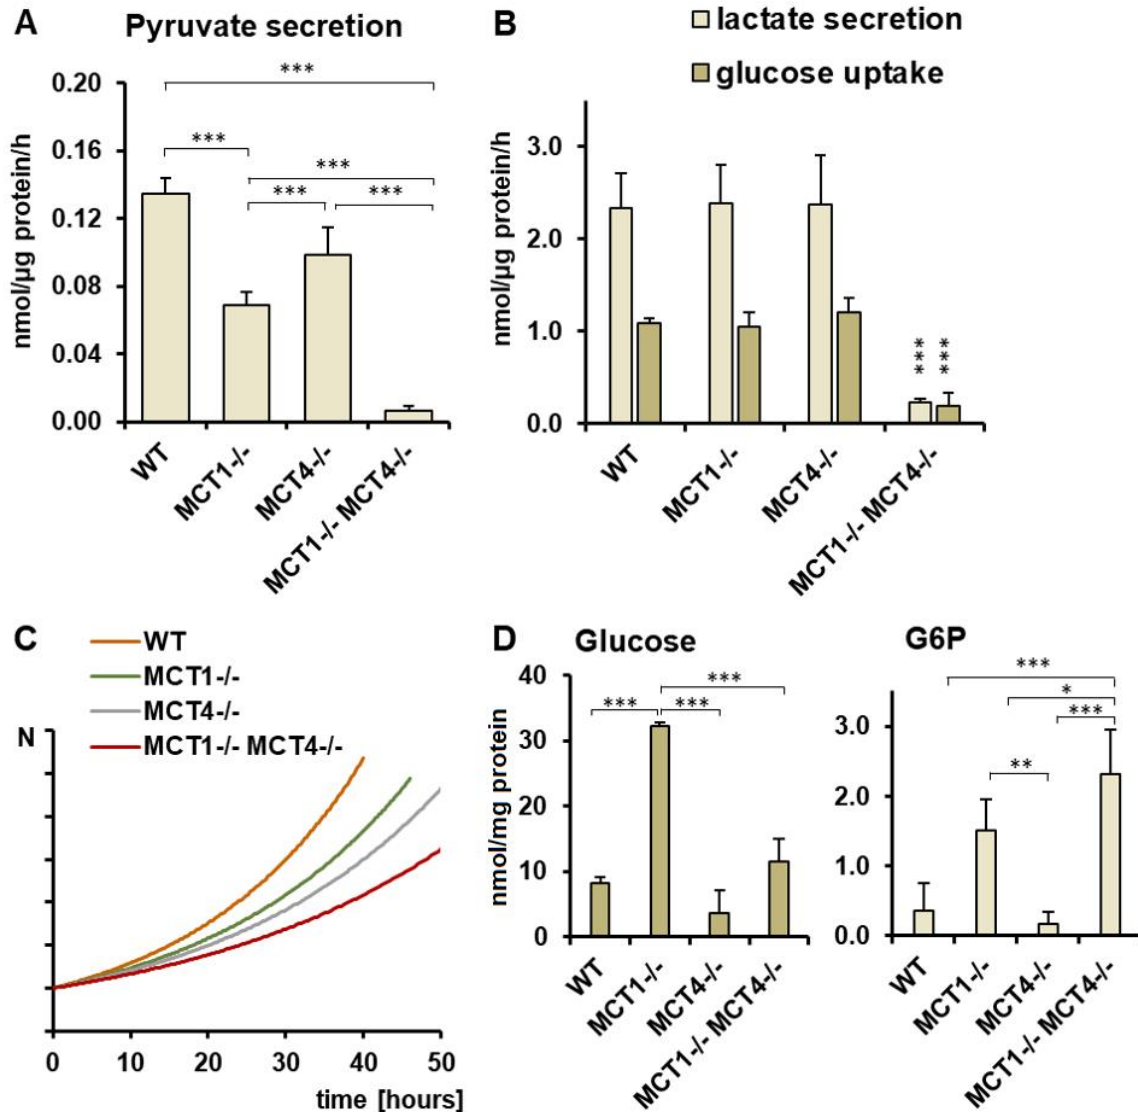 A
Pyruvate secretion
nmol/µg protein/h
0.20
0.16
0.12
0.08
0.04
0.00
***
***
***
***
***
WT
MCT1-/-
MCT4-/-
MCT1-/- MCT4-/-
B
lactate secretion
glucose uptake
nmol/µg protein/h
3.0
2.0
1.0
0.0
***
***
WT
MCT1-/-
MCT4-/-
MCT1-/- MCT4-/-
C
WT
MCT1-/-
MCT4-/-
MCT1-/- MCT4-/-
N
0
10
20
30
40
50
time [hours]
D
Glucose
nmol/mg protein
40
30
20
10
0
***
***
***
WT
MCT1-/-
MCT4-/-
MCT1-/- MCT4-/-
G6P
3.0
2.0
1.0
0.0
***
*
***
**
WT
MCT1-/-
MCT4-/-
MCT1-/- MCT4-/-